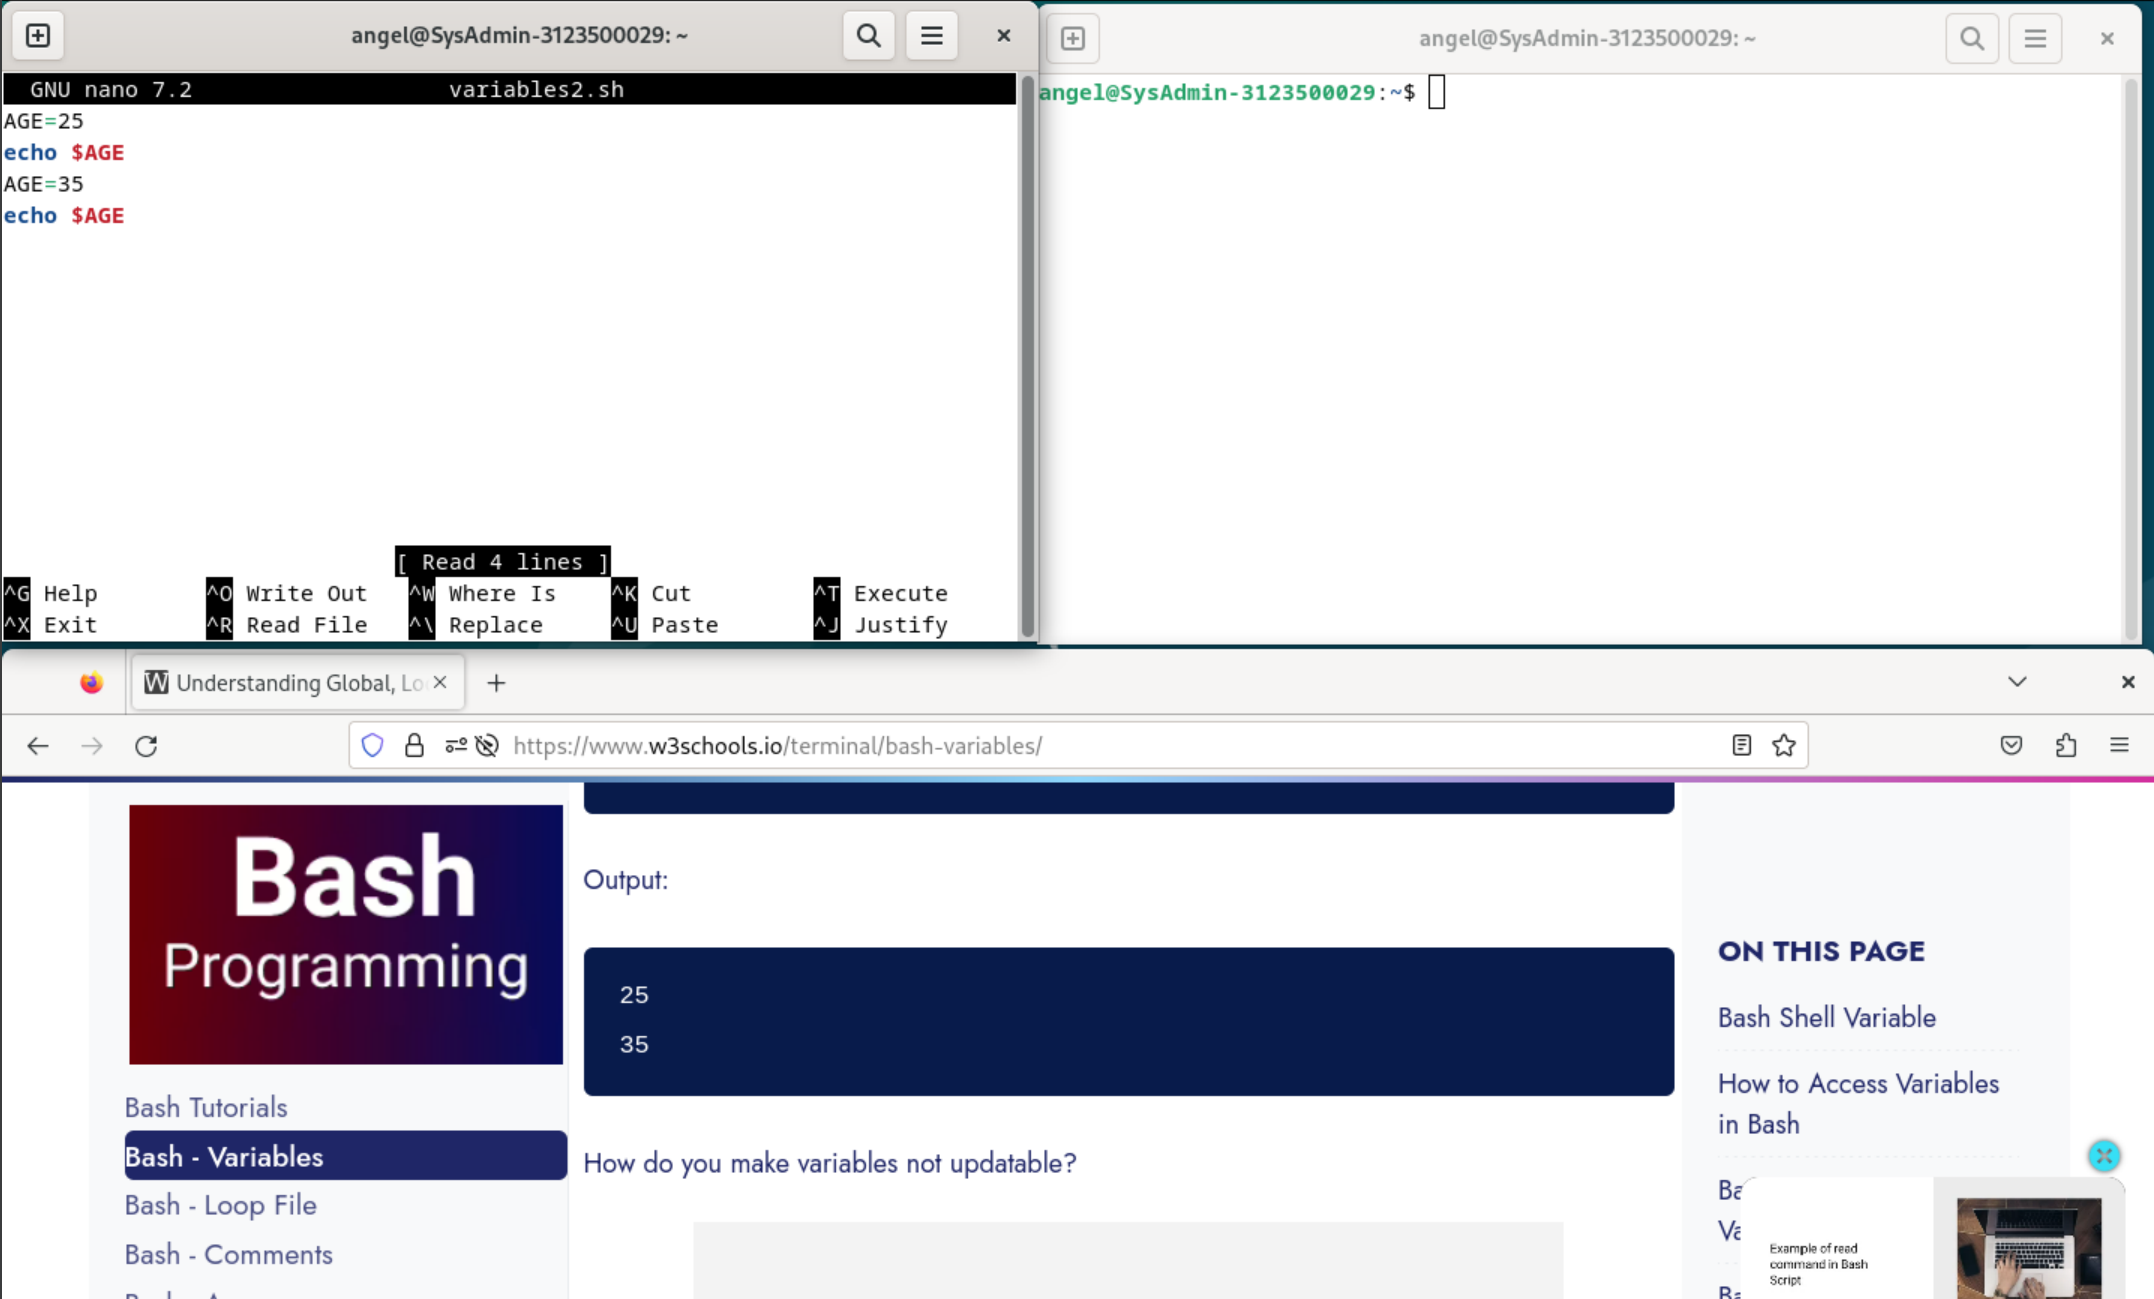 angel@SysAdmin-3123500029: ~
GNU nano 7.2 variables2.sh
AGE=25
echo $AGE
AGE=35
echo $AGE
[ Read 4 lines ]
^G Help ^O Write Out ^W Where Is ^K Cut ^T Execute
^X Exit ^R Read File ^\ Replace ^U Paste ^J Justify
angel@SysAdmin-3123500029: ~
angel@SysAdmin-3123500029:~$
W Understanding Global, Lo
https://www.w3schools.io/terminal/bash-variables/
Bash
Programming
Bash Tutorials
Bash - Variables
Bash - Loop File
Bash - Comments
Output:
25
35
How do you make variables not updatable?
ON THIS PAGE
Bash Shell Variable
How to Access Variables
in Bash
Example of read
command in Bash
Script